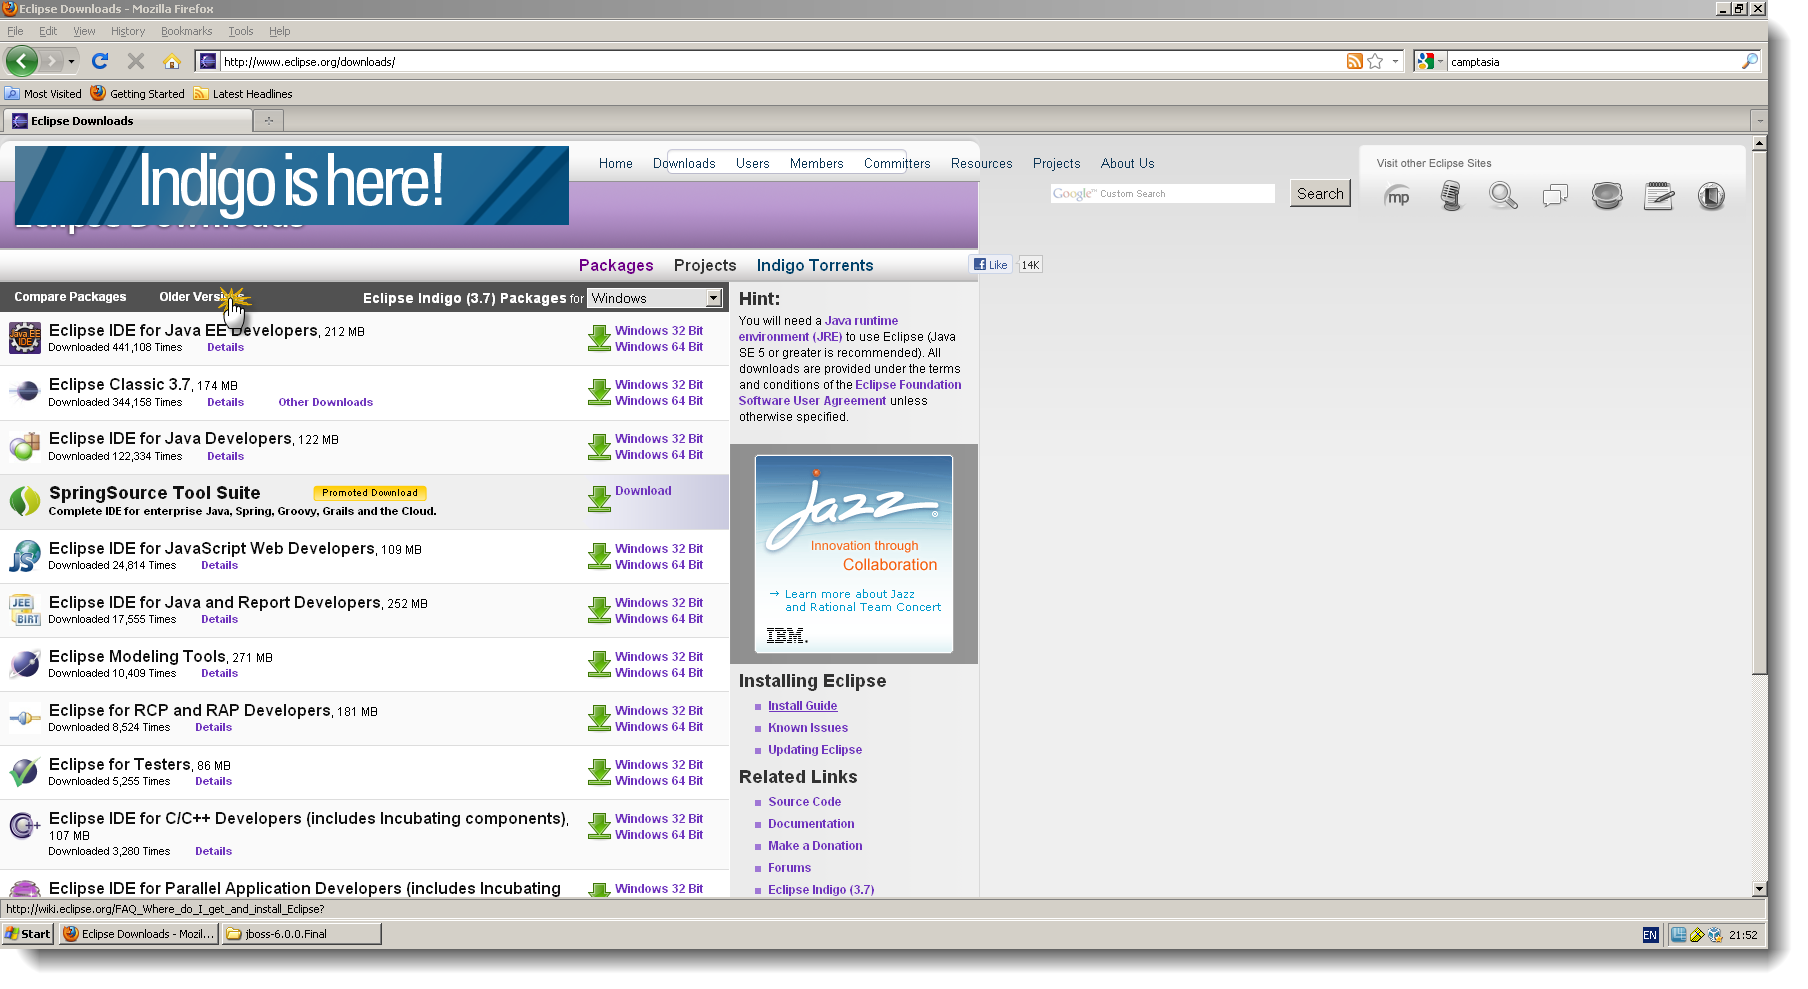 Eclipse Downloads - Mozilla Firefox
File Edit View History Bookmarks Tools Help
http://www.eclipse.org/downloads/
camptasia
Most Visited Getting Started Latest Headlines
Eclipse Downloads
Indigo is here!
Home Downloads Users Members Committers Resources Projects About Us
Visit other Eclipse Sites
Google™ Custom Search
Search
mp
Eclipse Downloads
Packages Projects Indigo Torrents
Like 14K
Compare Packages Older Versions
Eclipse Indigo (3.7) Packages for Windows
Eclipse IDE for Java EE Developers, 212 MB
Downloaded 441,108 Times Details
Windows 32 Bit
Windows 64 Bit
Eclipse Classic 3.7, 174 MB
Downloaded 344,158 Times Details Other Downloads
Windows 32 Bit
Windows 64 Bit
Eclipse IDE for Java Developers, 122 MB
Downloaded 122,334 Times Details
Windows 32 Bit
Windows 64 Bit
SpringSource Tool Suite Promoted Download
Complete IDE for enterprise Java, Spring, Groovy, Grails and the Cloud.
Download
Eclipse IDE for JavaScript Web Developers, 109 MB
Downloaded 24,814 Times Details
Windows 32 Bit
Windows 64 Bit
Eclipse IDE for Java and Report Developers, 252 MB
Downloaded 17,555 Times Details
Windows 32 Bit
Windows 64 Bit
Eclipse Modeling Tools, 271 MB
Downloaded 10,409 Times Details
Windows 32 Bit
Windows 64 Bit
Eclipse for RCP and RAP Developers, 181 MB
Downloaded 8,524 Times Details
Windows 32 Bit
Windows 64 Bit
Eclipse for Testers, 86 MB
Downloaded 5,255 Times Details
Windows 32 Bit
Windows 64 Bit
Eclipse IDE for C/C++ Developers (includes Incubating components),
107 MB
Downloaded 3,280 Times Details
Windows 32 Bit
Windows 64 Bit
Eclipse IDE for Parallel Application Developers (includes Incubating
Windows 32 Bit
Hint:
You will need a Java runtime
environment (JRE) to use Eclipse (Java
SE 5 or greater is recommended). All
downloads are provided under the terms
and conditions of the Eclipse Foundation
Software User Agreement unless
otherwise specified.
jazz
Innovation through
Collaboration
→ Learn more about Jazz
and Rational Team Concert
IBM.
Installing Eclipse
Install Guide
Known Issues
Updating Eclipse
Related Links
Source Code
Documentation
Make a Donation
Forums
Eclipse Indigo (3.7)
http://wiki.eclipse.org/FAQ_Where_do_I_get_and_install_Eclipse?
Start Eclipse Downloads - Mozil... jboss-6.0.0.Final EN 21:52